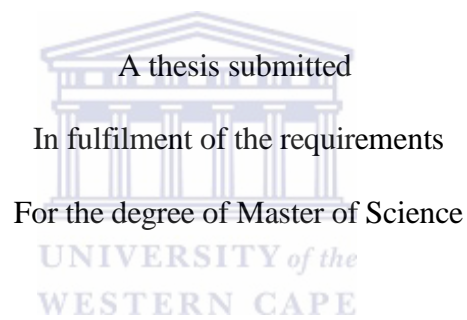 A thesis submitted
In fulfilment of the requirements
For the degree of Master of Science
UNIVERSITY of the
WESTERN CAPE